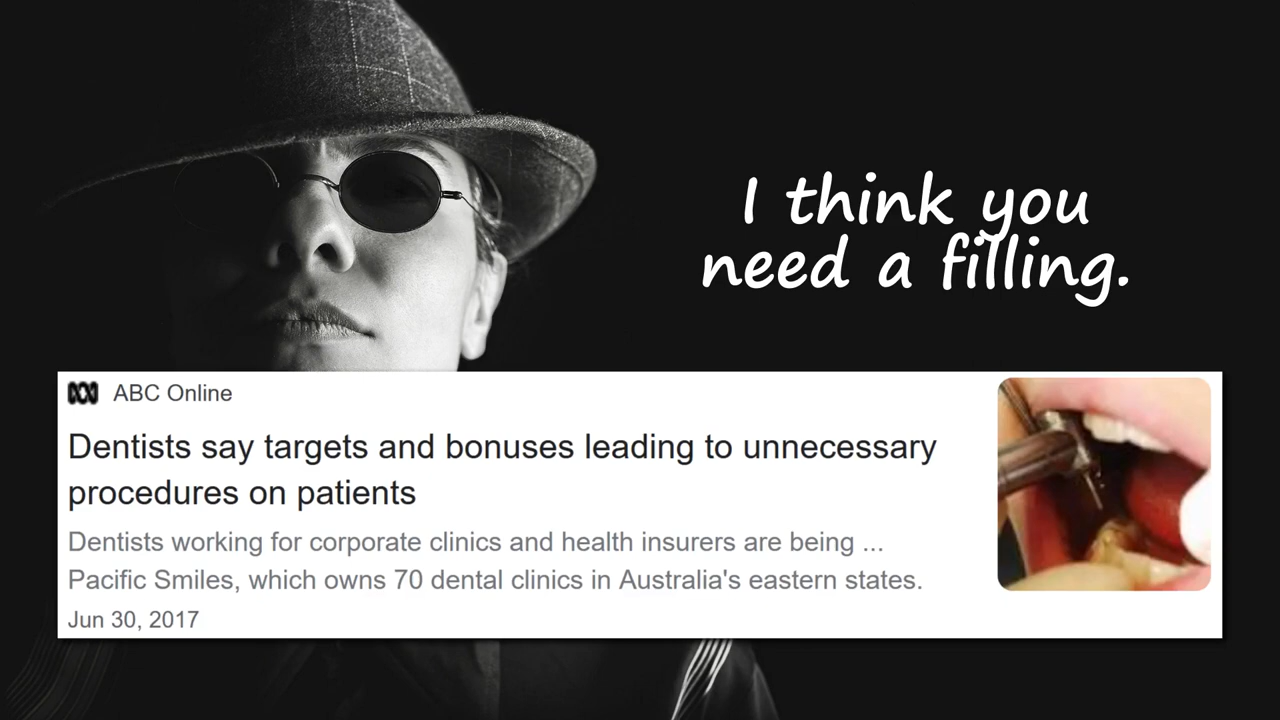 I think you
need a filling.
ABC Online
Dentists say targets and bonuses leading to unnecessary
procedures on patients
Dentists working for corporate clinics and health insurers are being ...
Pacific Smiles, which owns 70 dental clinics in Australia's eastern states.
Jun 30, 2017